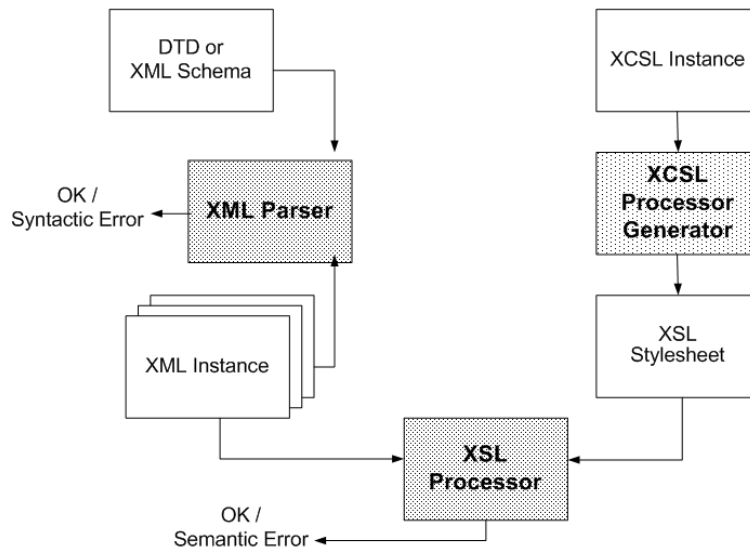 DTD or
XML Schema
XCSL Instance
XML Parser
XCSL
Processor
Generator
OK /
Syntactic Error
XML Instance
XSL
Stylesheet
XSL
Processor
OK /
Semantic Error